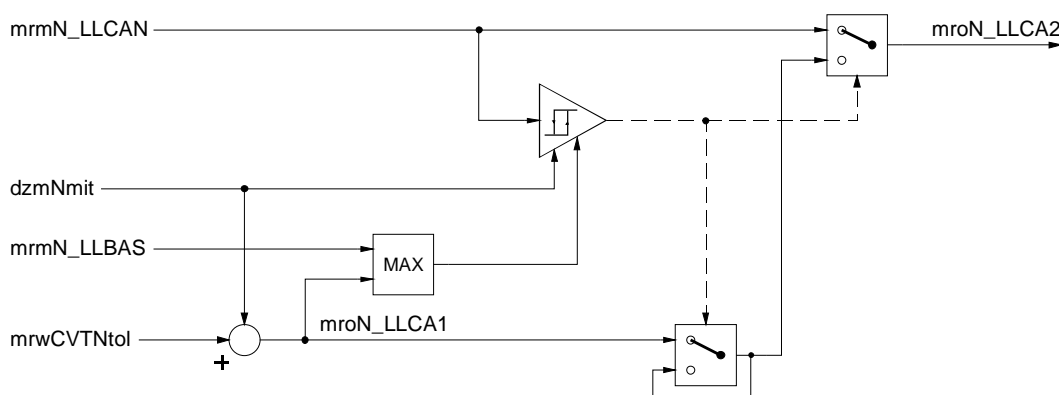 mrmN_LLCAN
mroN_LLCA2
dzmNmit
mrmN_LLBAS
MAX
mroN_LLCA1
mrwCVTNtol
+